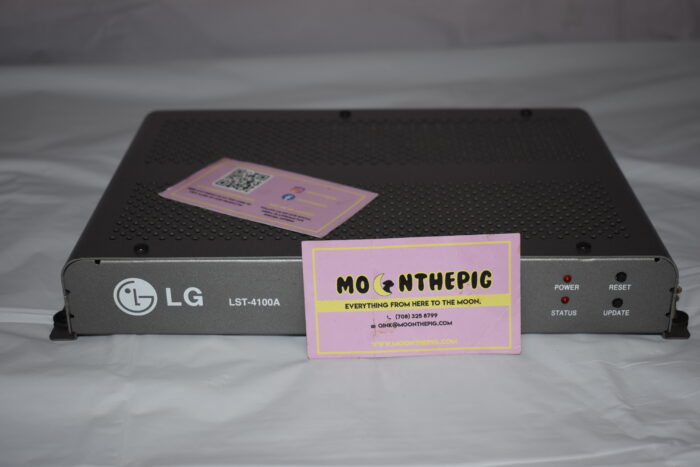 LG LST-4100A
MOONTHEPIG
EVERYTHING FROM HERE TO THE MOON.
(708) 325 8799
QINK@MOONTHEPIG.COM
WWW.MOONTHEPIG.COM
POWER RESET
STATUS UPDATE